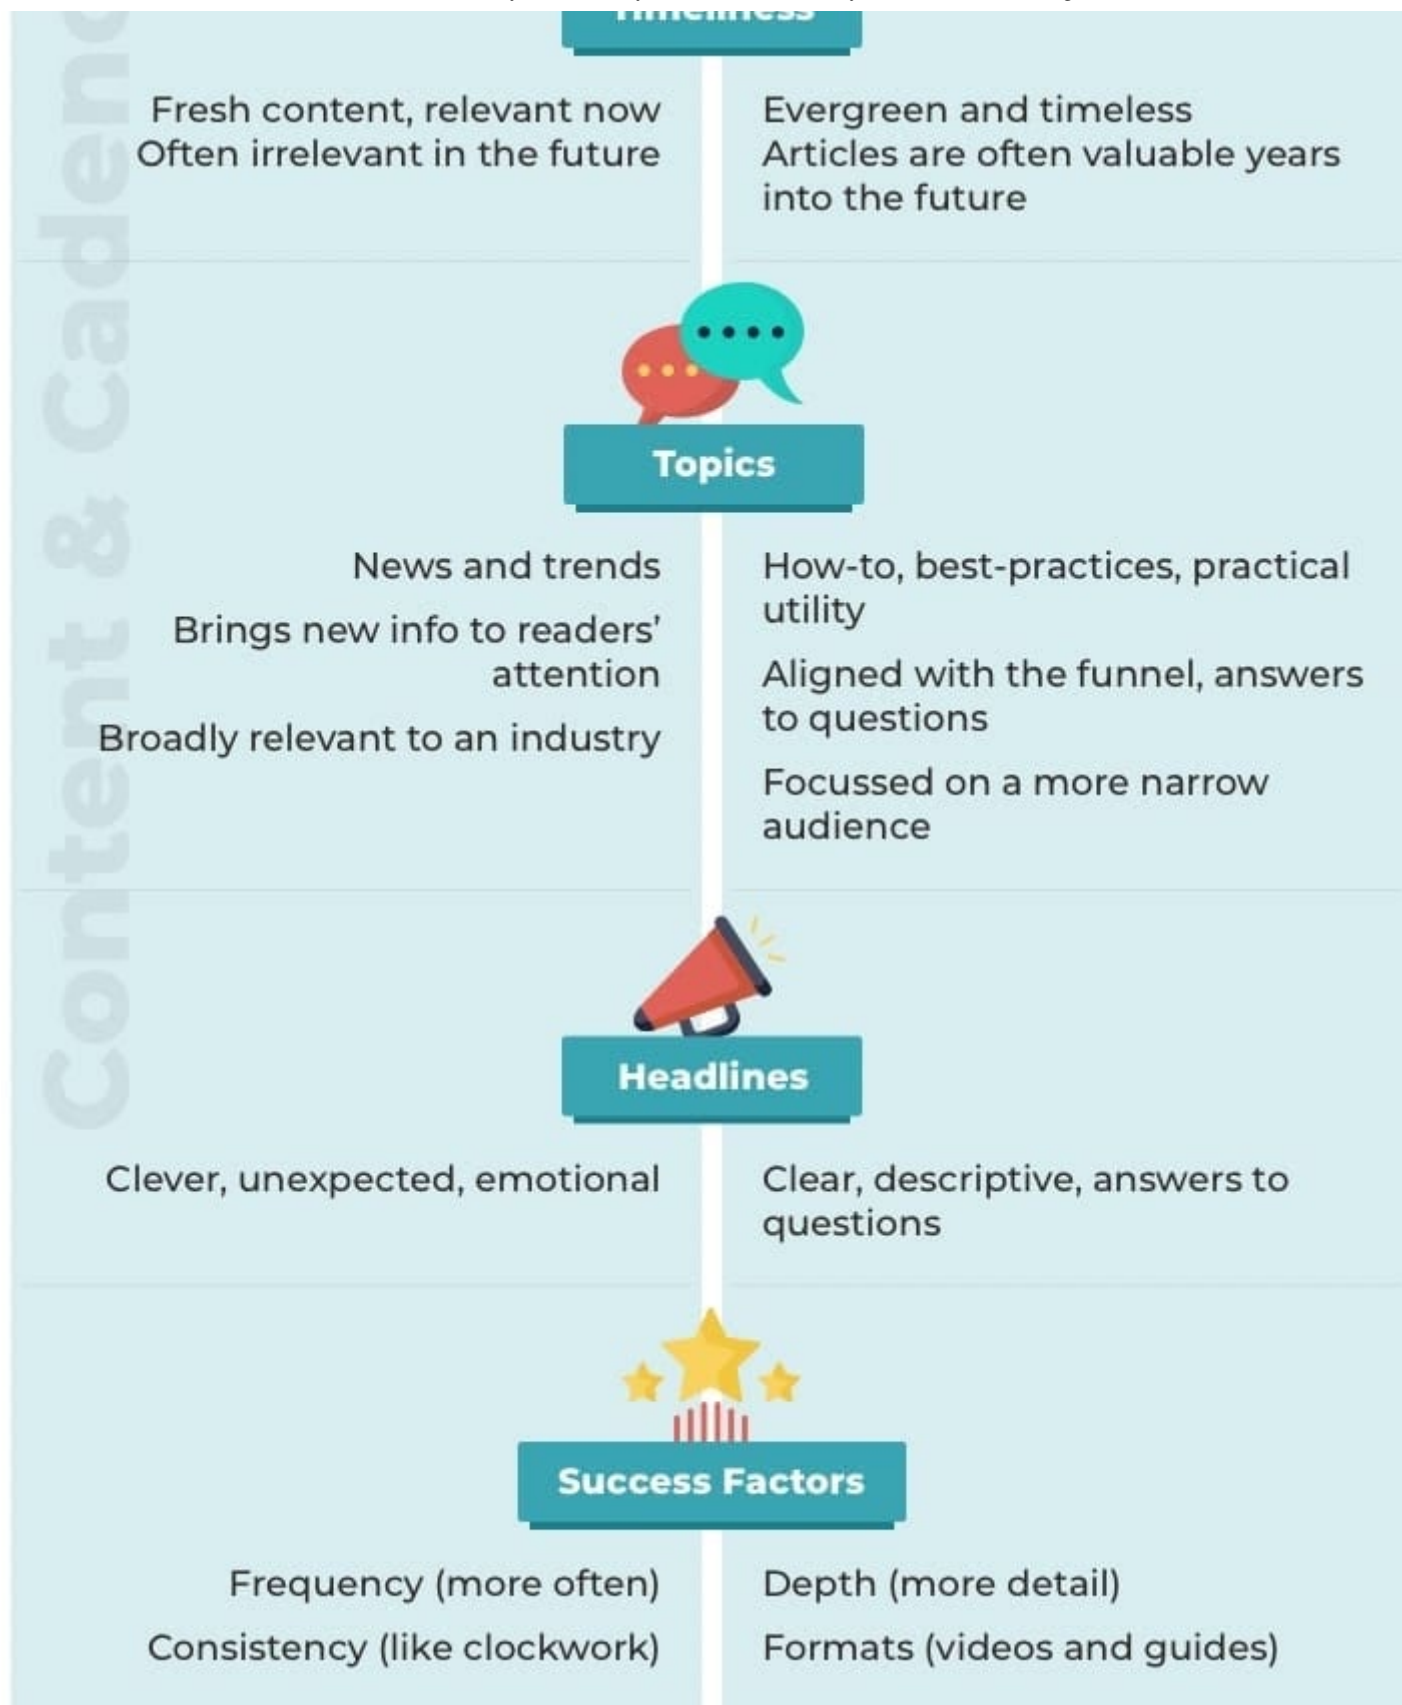 Timeliness
Fresh content, relevant now
Often irrelevant in the future
Evergreen and timeless
Articles are often valuable years
into the future
Topics
News and trends
Brings new info to readers’
attention
Broadly relevant to an industry
How-to, best-practices, practical
utility
Aligned with the funnel, answers
to questions
Focussed on a more narrow
audience
Headlines
Clever, unexpected, emotional
Clear, descriptive, answers to
questions
Success Factors
Frequency (more often)
Consistency (like clockwork)
Depth (more detail)
Formats (videos and guides)
Content &